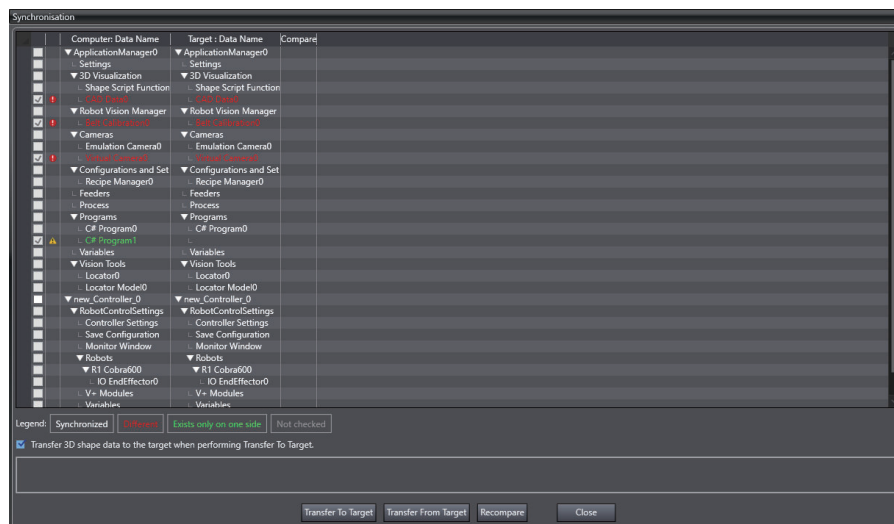 Synchronisation
Computer: Data Name Target : Data Name Compare
ApplicationManager0 ApplicationManager0
Settings Settings
3D Visualization 3D Visualization
Shape Script Function Shape Script Function
Robot Vision Manager Robot Vision Manager
Cameras Cameras
Emulation Camera0 Emulation Camera0
Configurations and Set Configurations and Set
Recipe Manager0 Recipe Manager0
Feeders Feeders
Process Process
Programs Programs
C# Program0 C# Program0
C# Program1
Variables Variables
Vision Tools Vision Tools
Locator0 Locator0
Locator Model0 Locator Model0
new_Controller_0 new_Controller_0
RobotControlSettings RobotControlSettings
Controller Settings Controller Settings
Save Configuration Save Configuration
Monitor Window Monitor Window
Robots Robots
R1 Cobra600 R1 Cobra600
IO EndEffector0 IO EndEffector0
V+ Modules V+ Modules
Variables Variables
Legend: Synchronized Different Exists only on one side Not checked
Transfer 3D shape data to the target when performing Transfer To Target.
Transfer To Target Transfer From Target Recompare Close